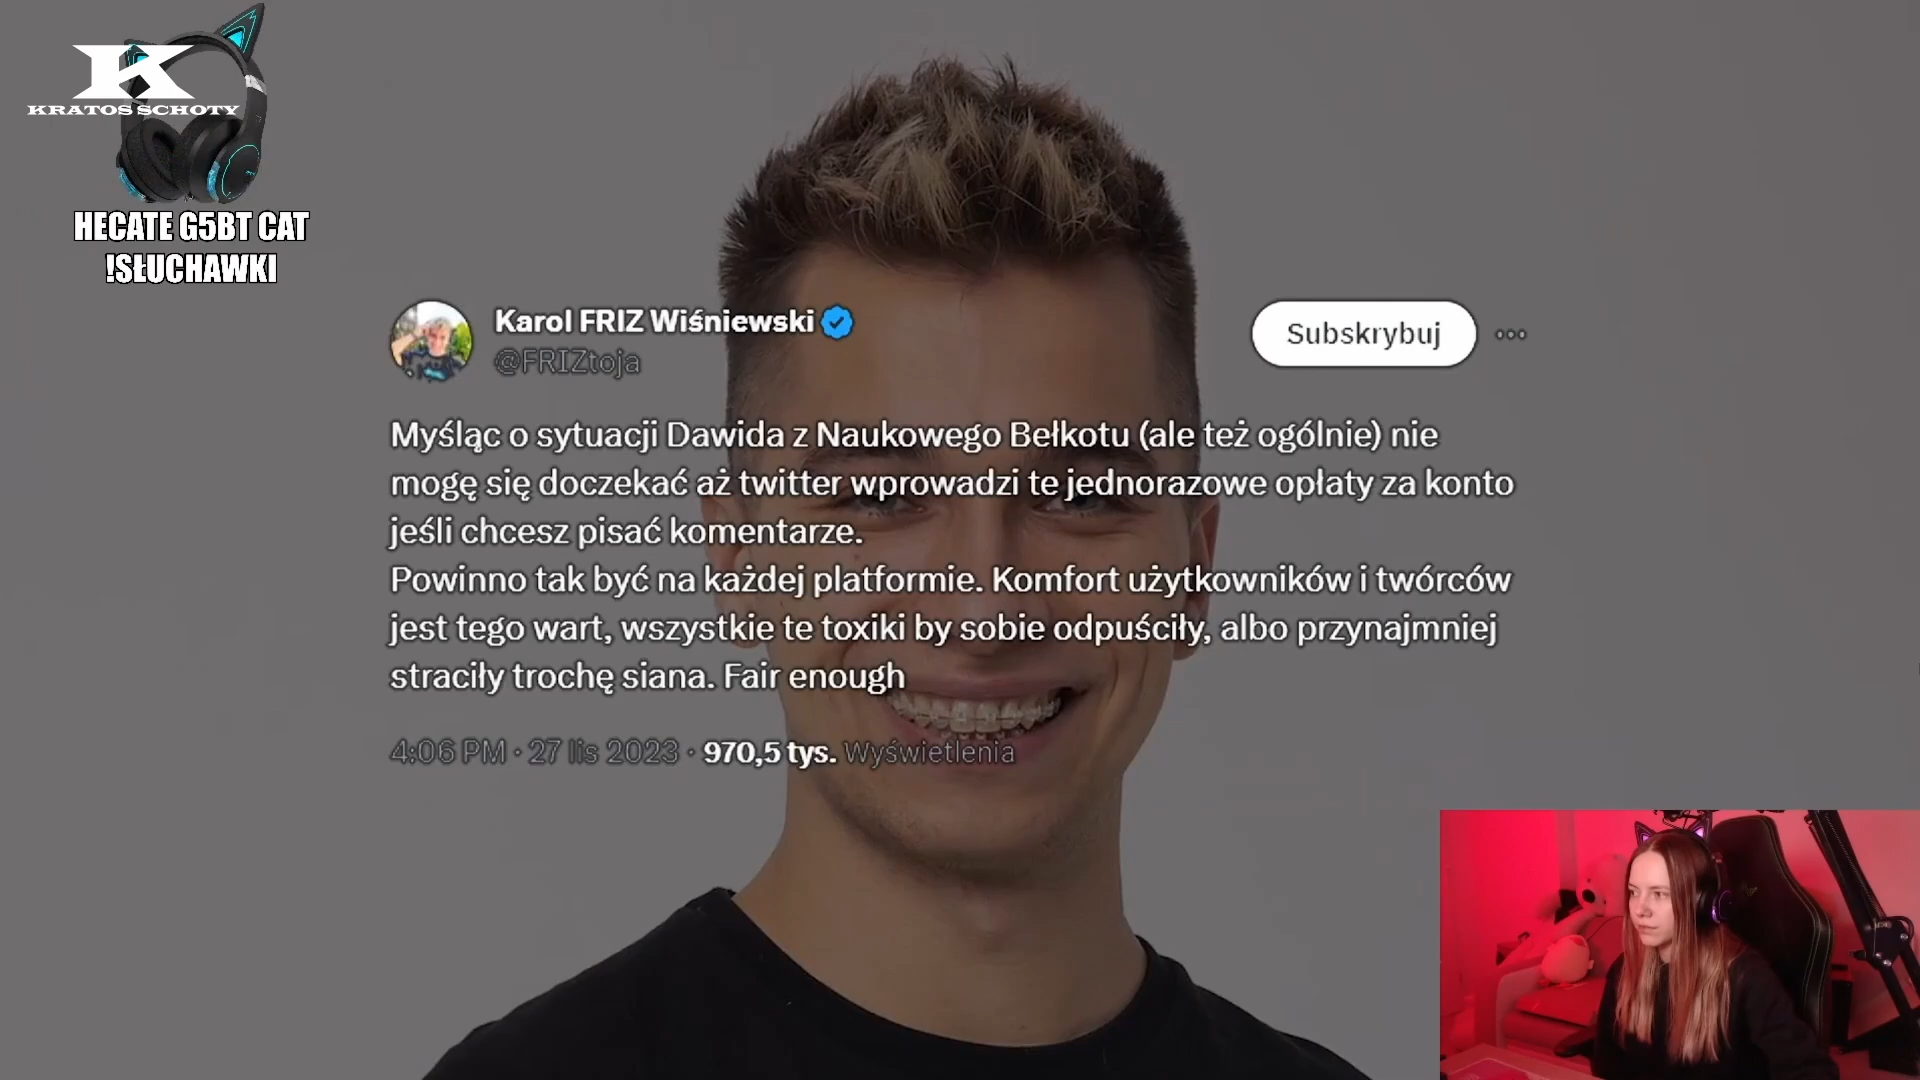 K
KRATOS SCHOTY
HECATE G5BT CAT
!SŁUCHAWKI
Karol FRIZ Wiśniewski
@FRIZtoja
Subskrybuj
Myśląc o sytuacji Dawida z Naukowego Bełkotu (ale też ogólnie) nie
mogę się doczekać aż twitter wprowadzi te jednorazowe opłaty za konto
jeśli chcesz pisać komentarze.
Powinno tak być na każdej platformie. Komfort użytkowników i twórców
jest tego wart, wszystkie te toxiki by sobie odpuściły, albo przynajmniej
straciły trochę siana. Fair enough
4:06 PM · 27 lis 2023 · 970,5 tys. Wyświetlenia